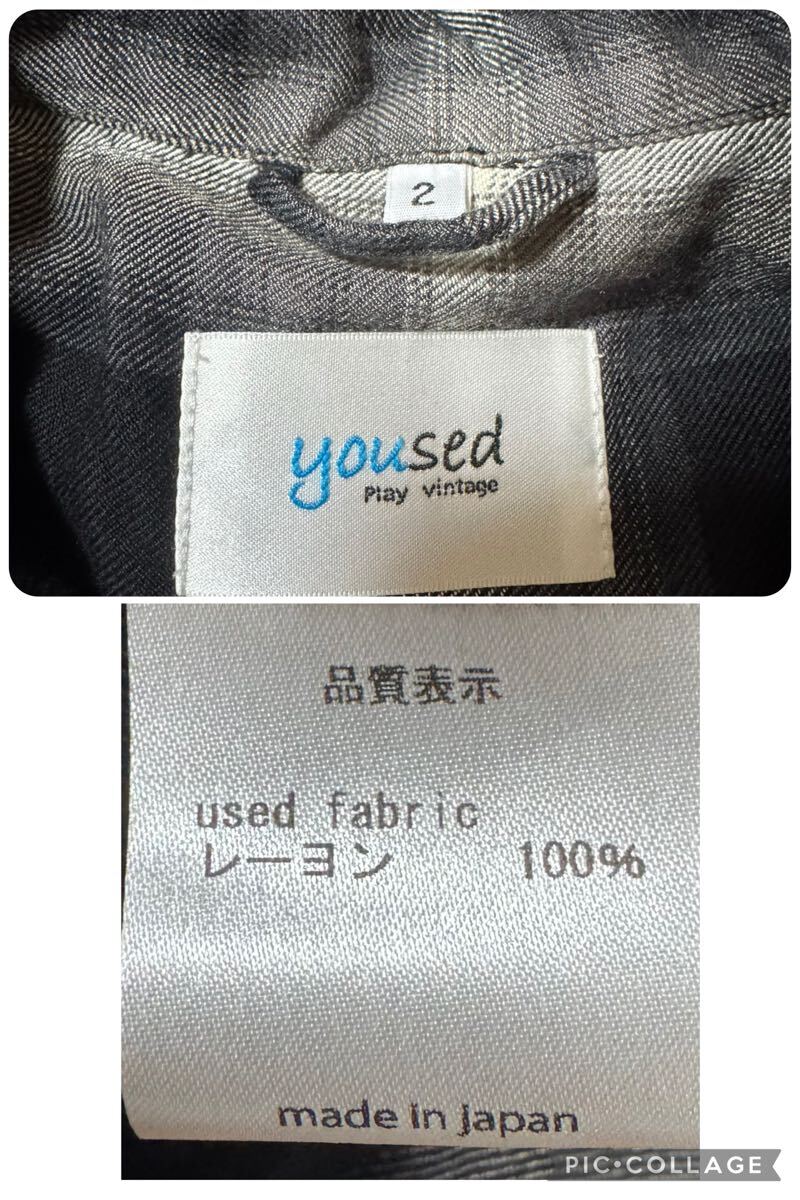 2
yoused
Play vintage
品質表示
used fabric
レーヨン 100%
made in japan
PIC•COLLAGE